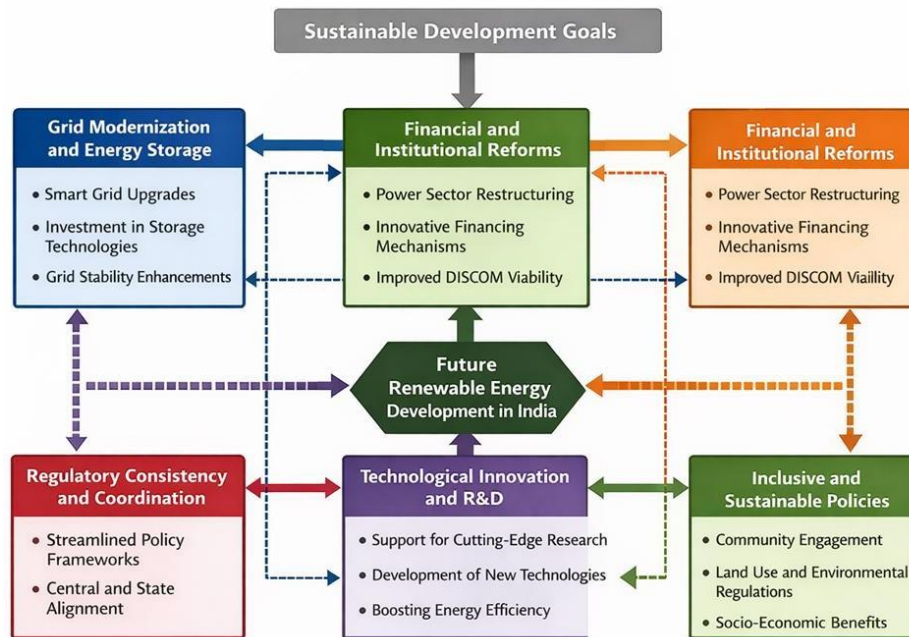 Sustainable Development Goals
Grid Modernization
and Energy Storage
• Smart Grid Upgrades
• Investment in Storage
Technologies
• Grid Stability Enhancements
Financial and
Institutional Reforms
• Power Sector Restructuring
• Innovative Financing
Mechanisms
• Improved DISCOM Viability
Financial and
Institutional Reforms
• Power Sector Restructuring
• Innovative Financing
Mechanisms
• Improved DISCOM Viaillity
Future
Renewable Energy
Development in India
Regulatory Consistency
and Coordination
• Streamlined Policy
Frameworks
• Central and State
Alignment
Technological Innovation
and R&D
• Support for Cutting-Edge Research
• Development of New Technologies
• Boosting Energy Efficiency
Inclusive and
Sustainable Policies
• Community Engagement
• Land Use and Environmental
Regulations
• Socio-Economic Benefits